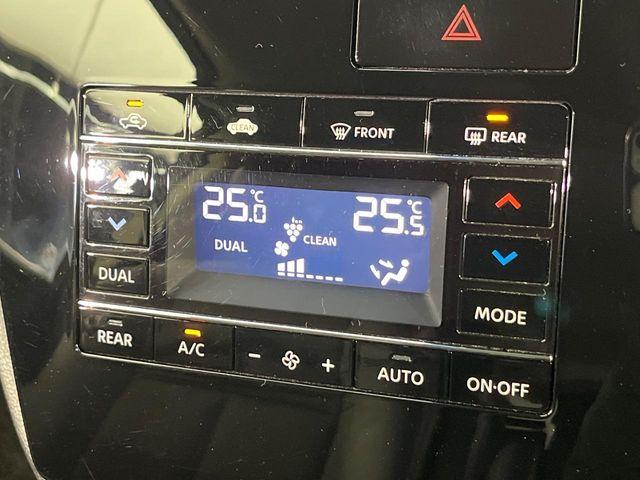 CLEAN
FRONT
REAR
25.0 °C
25.5 °C
DUAL
CLEAN
DUAL
MODE
REAR
A/C
− +
AUTO
ON·OFF